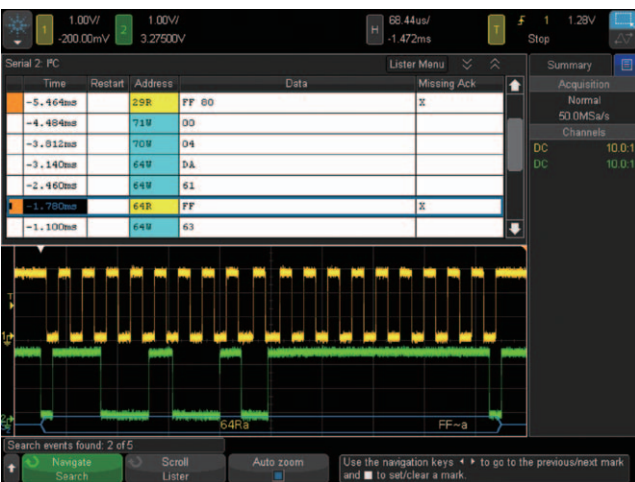 1 1.00V/ 2 1.00V/ H 68.44us/ T 1 1.28V
-200.00mV 3.27500V -1.472ms Stop
Serial 2: I²C Lister Menu Summary
Time Restart Address Data Missing Ack Acquisition
-5.464ms 29R FF 80 X Normal
-4.484ms 71W 00 50.0MSa/s
-3.812ms 70W 04 Channels
-3.140ms 64W DA DC 10.0:1
-2.460ms 64W 61 DC 10.0:1
-1.780ms 64R FF X
-1.100ms 64W 63
T
1
2
64Ra FF~a
Search events found: 2 of 5
Navigate Search
Scroll Lister
Auto zoom
Use the navigation keys to go to the previous/next mark
and to set/clear a mark.